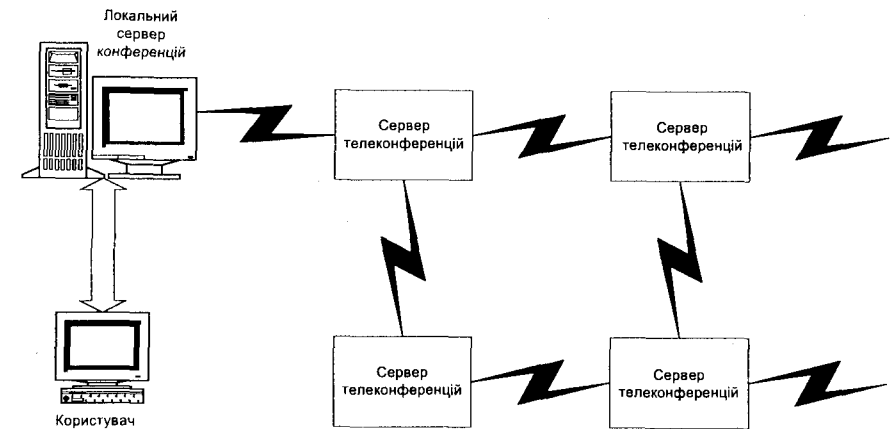 Локальний
сервер
конференцій
Сервер
телеконференцій
Сервер
телеконференцій
Сервер
телеконференцій
Сервер
телеконференцій
Користувач